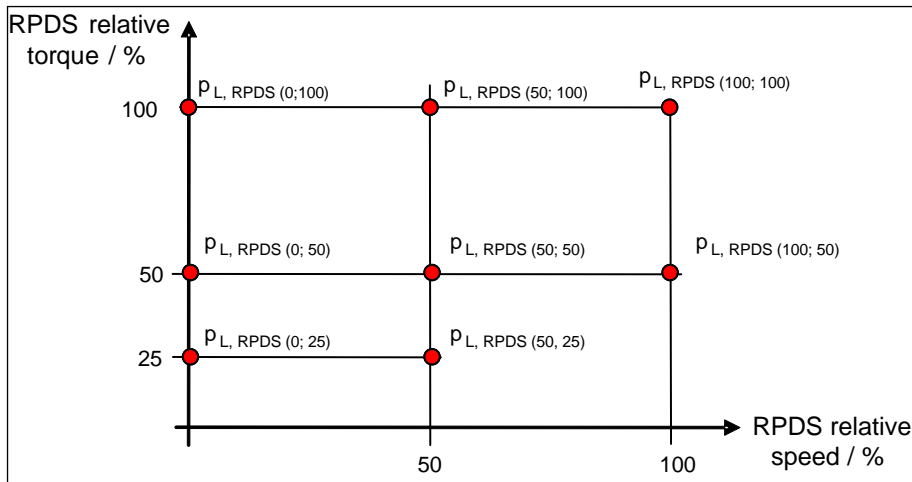 RPDS relative
torque / %
p L, RPDS (0;100)
p L, RPDS (50; 100)
p L, RPDS (100; 100)
100
p L, RPDS (0; 50)
p L, RPDS (50; 50)
p L, RPDS (100; 50)
50
p L, RPDS (0; 25)
p L, RPDS (50, 25)
25
RPDS relative
speed / %
50
100